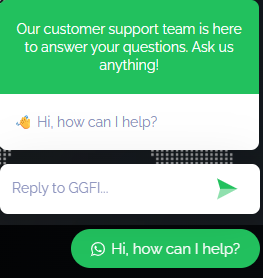 Our customer support team is here
to answer your questions. Ask us
anything!
👋 Hi, how can I help?
Reply to GGFI...
Hi, how can I help?